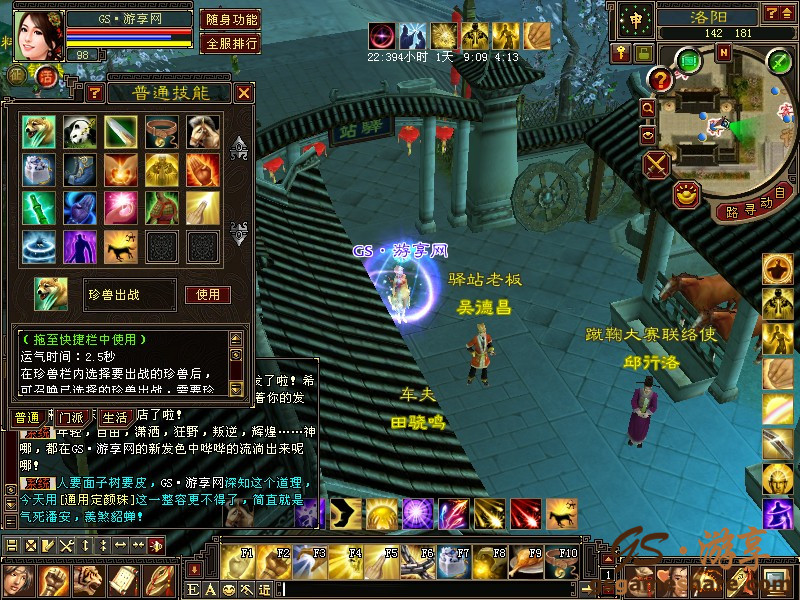 GS·游享网
98
随身功能
全服排行
22:39
4小时
1天
9:09
4:13
申
洛阳
142 181
N
自动寻路
普通技能
珍兽出战
使用
(拖至快捷栏中使用)
运气时间：2.5秒
在珍兽栏内选择要出战的珍兽后，
可召唤已选择的珍兽出战，需要珍
普通
门派
生活
驿站
GS·游享网
驿站老板
吴德昌
蹴鞠大赛联络使
邱行洛
车夫
田骁鸣
年轻，自由，潇洒，狂野，叛逆，辉煌……神
哪，都在GS·游享网的新发色中哗哗的流淌出来呢
哪！
人要面子树要皮，GS·游享网深知这个道理，
今天用[通用定颜珠]这一整容更不得了，简直就是
气死潘安，羡煞貂蝉！
F1 F2 F3 F4 F5 F6 F7 F8 F9 F10
E A 近
1
GS·游享